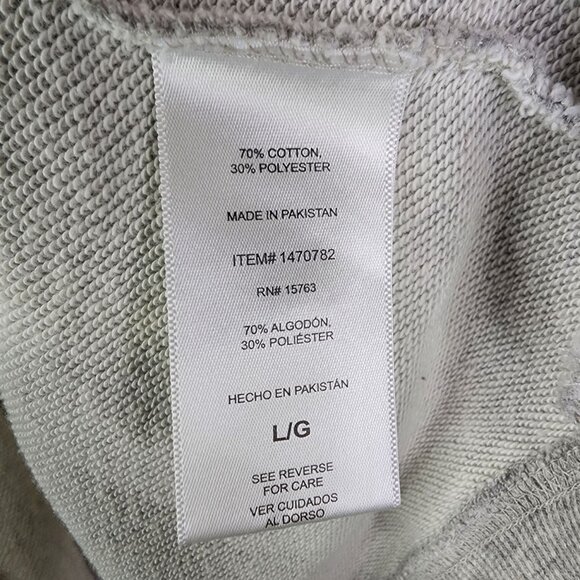 70% COTTON,
30% POLYESTER
MADE IN PAKISTAN
ITEM# 1470782
RN# 15763
70% ALGODÓN,
30% POLIÉSTER
HECHO EN PAKISTÁN
L/G
SEE REVERSE
FOR CARE
VER CUIDADOS
AL DORSO